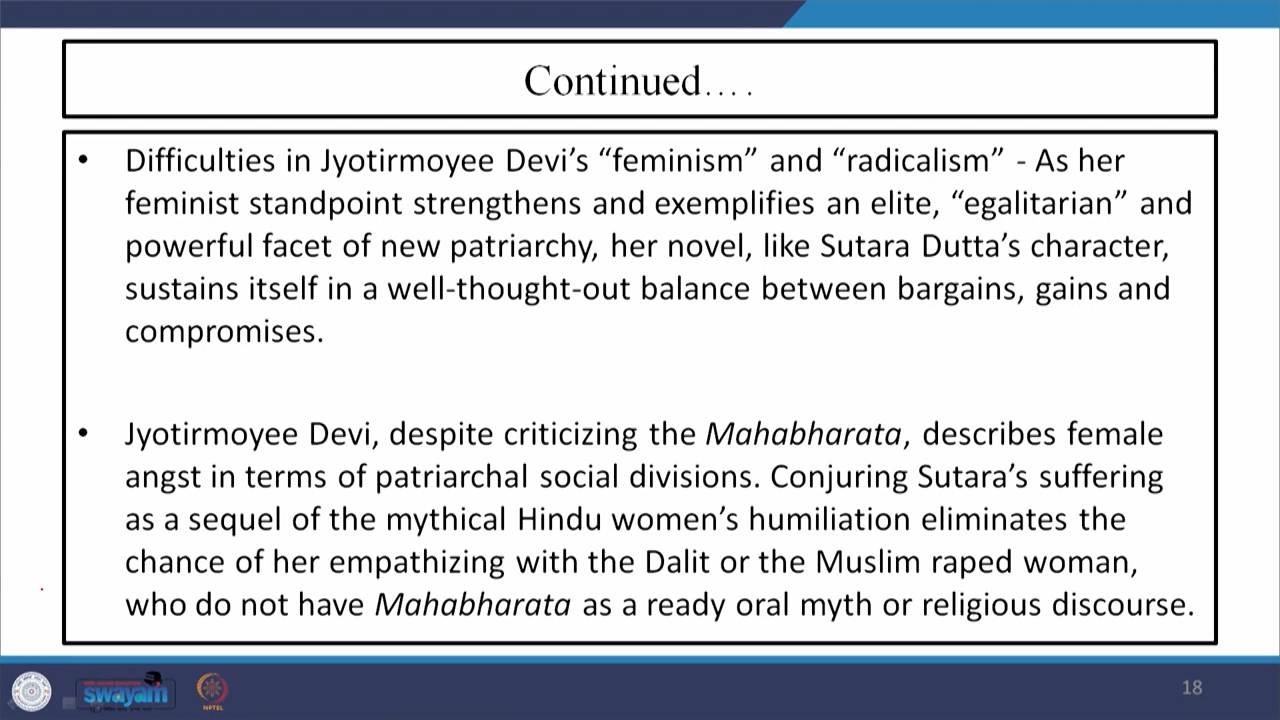 Continued....
• Difficulties in Jyotirmoyee Devi’s “feminism” and “radicalism” - As her
feminist standpoint strengthens and exemplifies an elite, “egalitarian” and
powerful facet of new patriarchy, her novel, like Sutara Dutta’s character,
sustains itself in a well-thought-out balance between bargains, gains and
compromises.
• Jyotirmoyee Devi, despite criticizing the Mahabharata, describes female
angst in terms of patriarchal social divisions. Conjuring Sutara’s suffering
as a sequel of the mythical Hindu women’s humiliation eliminates the
chance of her empathizing with the Dalit or the Muslim raped woman,
who do not have Mahabharata as a ready oral myth or religious discourse.
swayam
NPTEL
18